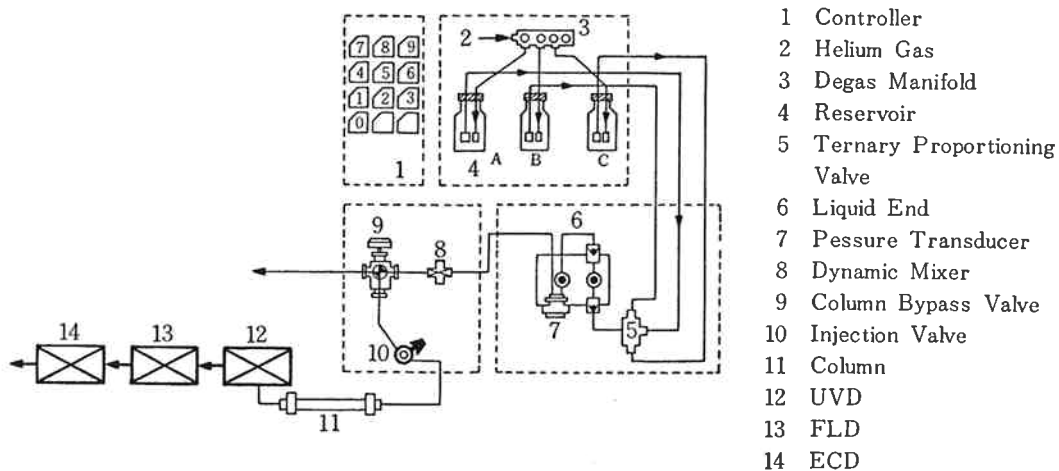 7 8 9
4 5 6
1 2 3
0
1
2
3
4
A
B
C
9
8
6
7
5
10
14
13
12
11
1 Controller
2 Helium Gas
3 Degas Manifold
4 Reservoir
5 Ternary Proportioning
Valve
6 Liquid End
7 Pessure Transducer
8 Dynamic Mixer
9 Column Bypass Valve
10 Injection Valve
11 Column
12 UVD
13 FLD
14 ECD